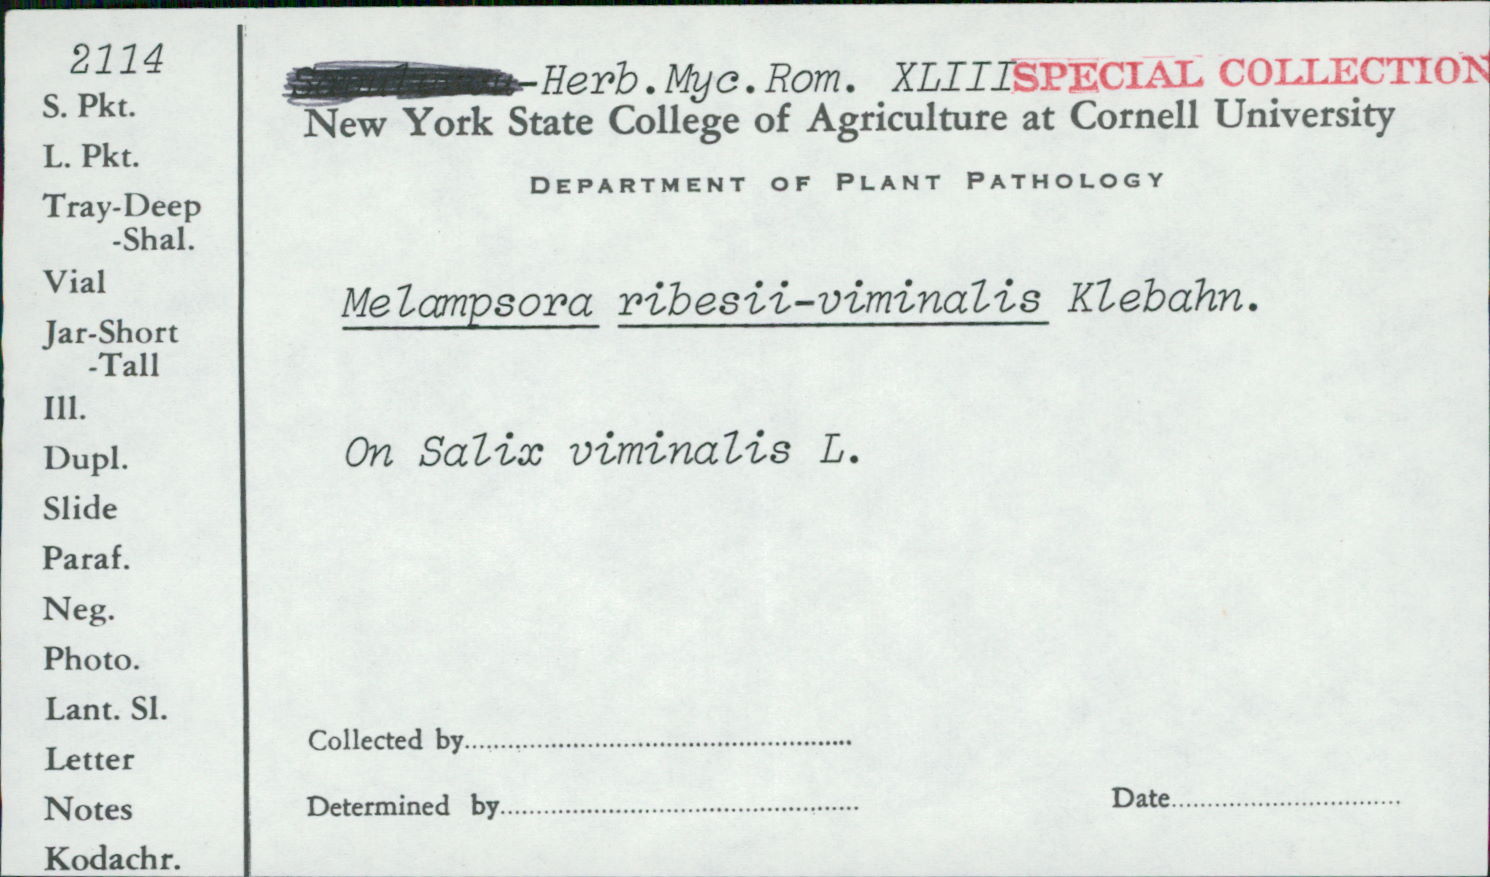 2114
S. Pkt.
L. Pkt.
Tray-Deep
-Shal.
Vial
Jar-Short
-Tall
Ill.
Dupl.
Slide
Paraf.
Neg.
Photo.
Lant. Sl.
Letter
Notes
Kodachr.
-Herb.Myc.Rom. XLIII SPECIAL COLLECTION
New York State College of Agriculture at Cornell University
DEPARTMENT OF PLANT PATHOLOGY
Melampsora ribesii-viminalis Klebahn.
On Salix viminalis L.
Collected by
Determined by
Date